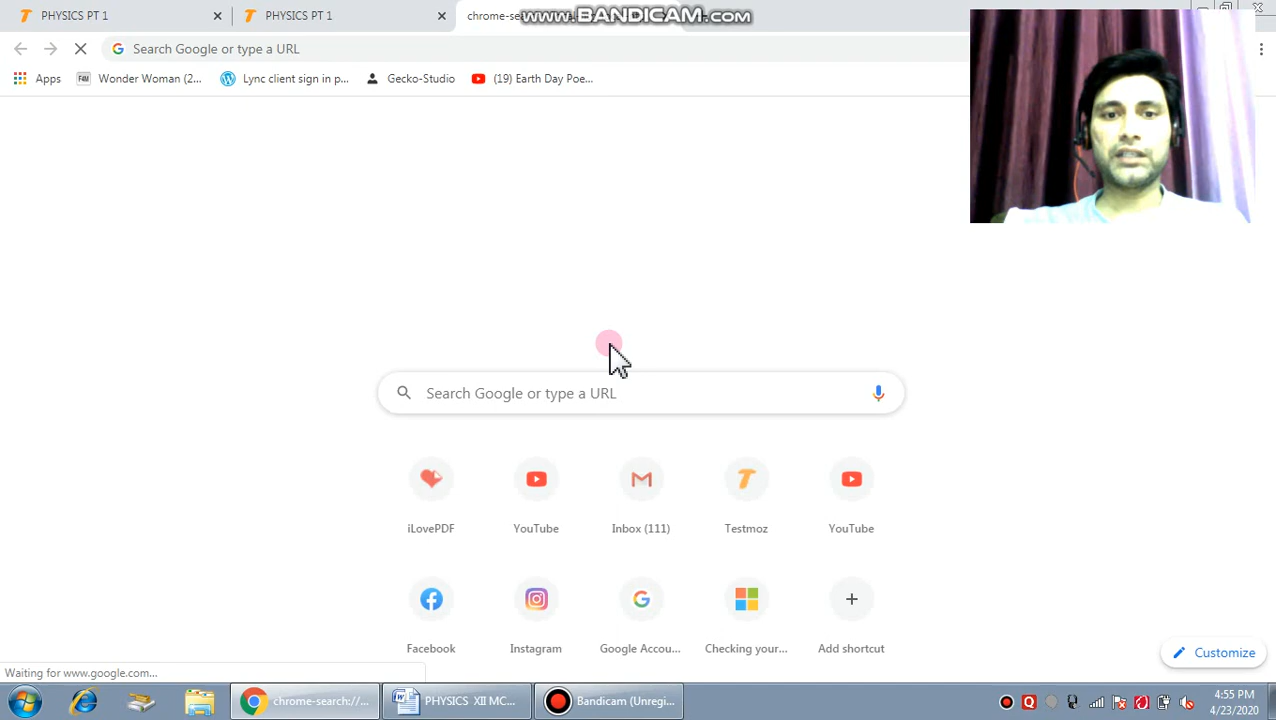 PHYSICS PT 1
PHYSICS PT 1
chrome-sea
www.BANDICAM.COM
Search Google or type a URL
Apps
Wonder Woman (2...
Lync client sign in p...
Gecko-Studio
(19) Earth Day Poe...
Search Google or type a URL
iLovePDF
YouTube
Inbox (111)
Testmoz
YouTube
Facebook
Instagram
Google Accou...
Checking your...
Add shortcut
Customize
Waiting for www.google.com...
chrome-search://...
PHYSICS XII MC...
Bandicam (Unregi...
4:55 PM
4/23/2020